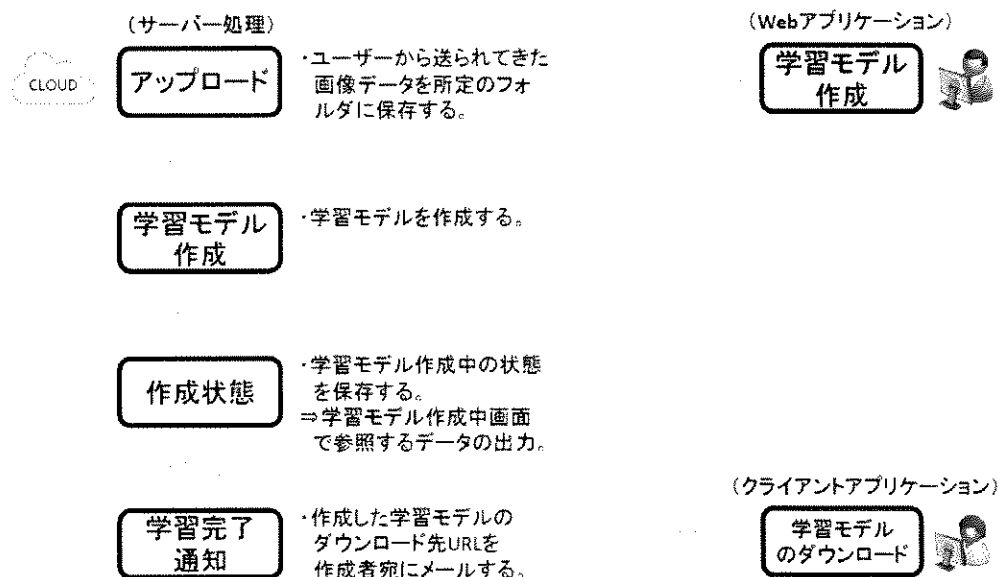 (サーバー処理)
CLOUD
アップロード
・ユーザーから送られてきた
画像データを所定のフォ
ルダに保存する。
(Webアプリケーション)
学習モデル
作成
学習モデル
作成
・学習モデルを作成する。
作成状態
・学習モデル作成中の状態
を保存する。
⇒学習モデル作成中画面
で参照するデータの出力。
学習完了
通知
・作成した学習モデルの
ダウンロード先URLを
作成者宛にメールする。
(クライアントアプリケーション)
学習モデル
のダウンロード